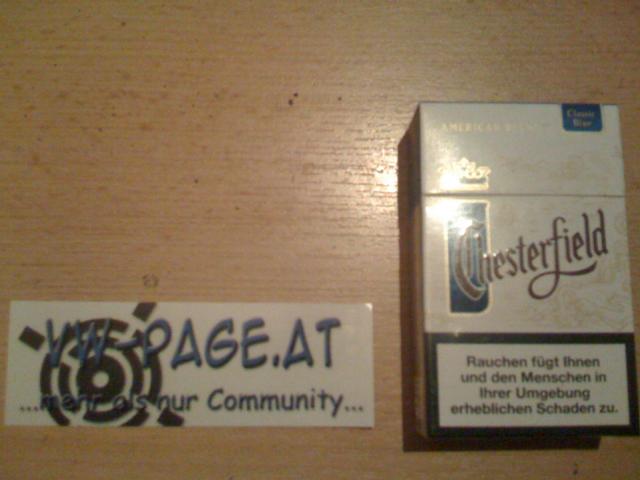 VW-PAGE.AT
...mehr als nur Community...
AMERICAN BLEND
Classic
Blue
Chesterfield
Rauchen fügt Ihnen
und den Menschen in
Ihrer Umgebung
erheblichen Schaden zu.